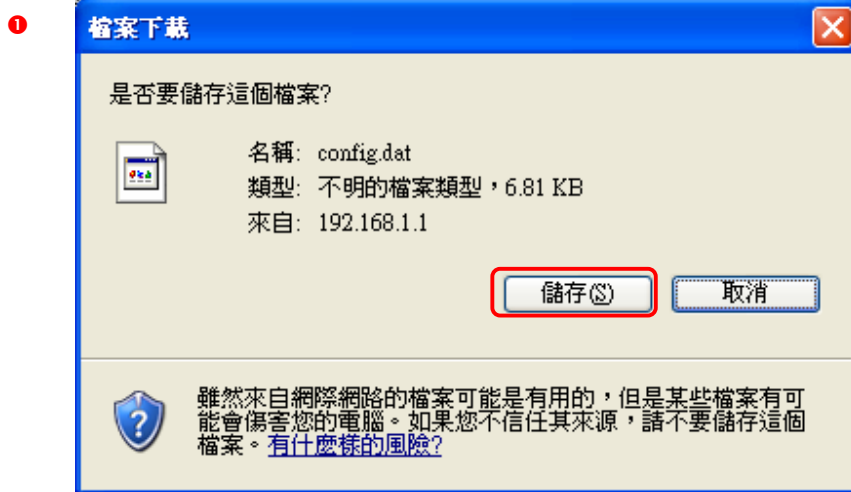 ❶
檔案下載
是否要儲存這個檔案?
名稱: config.dat
類型: 不明的檔案類型，6.81 KB
來自: 192.168.1.1
儲存(S) 取消
雖然來自網際網路的檔案可能是有用的，但是某些檔案有可
能會傷害您的電腦。如果您不信任其來源，請不要儲存這個
檔案。有什麼樣的風險?